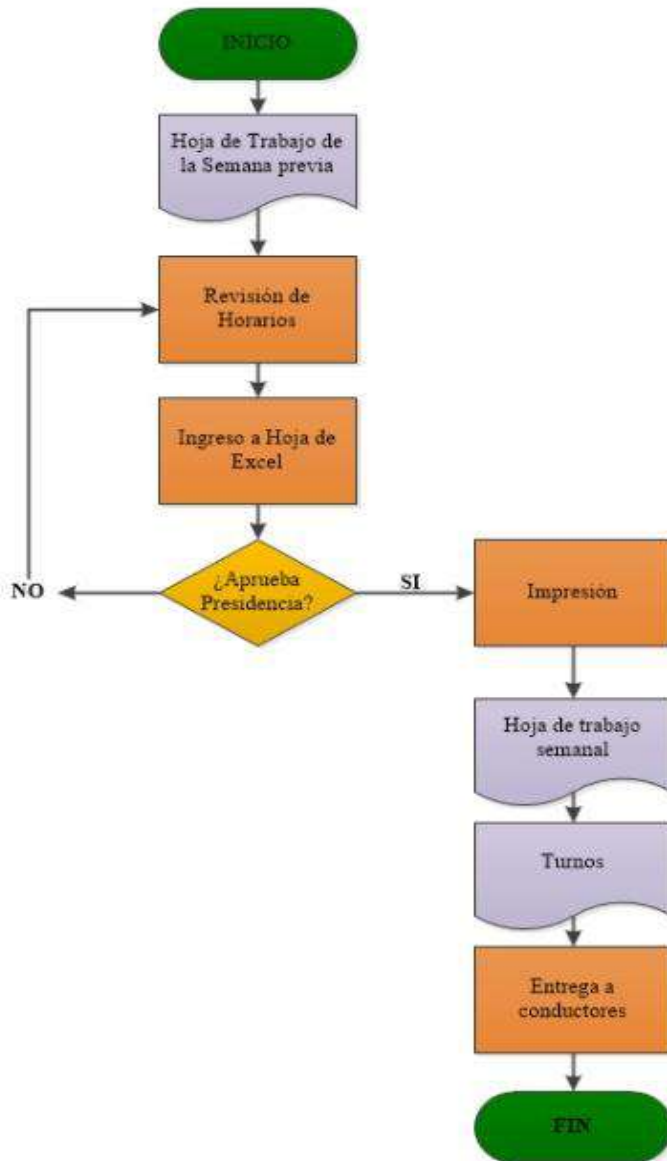 INICIO
Hoja de Trabajo de
la Semana previa
Revisión de
Horarios
Ingreso a Hoja de
Excel
¿Aprueba
Presidencia?
NO
SI
Impresión
Hoja de trabajo
semanal
Turnos
Entrega a
conductores
FIN